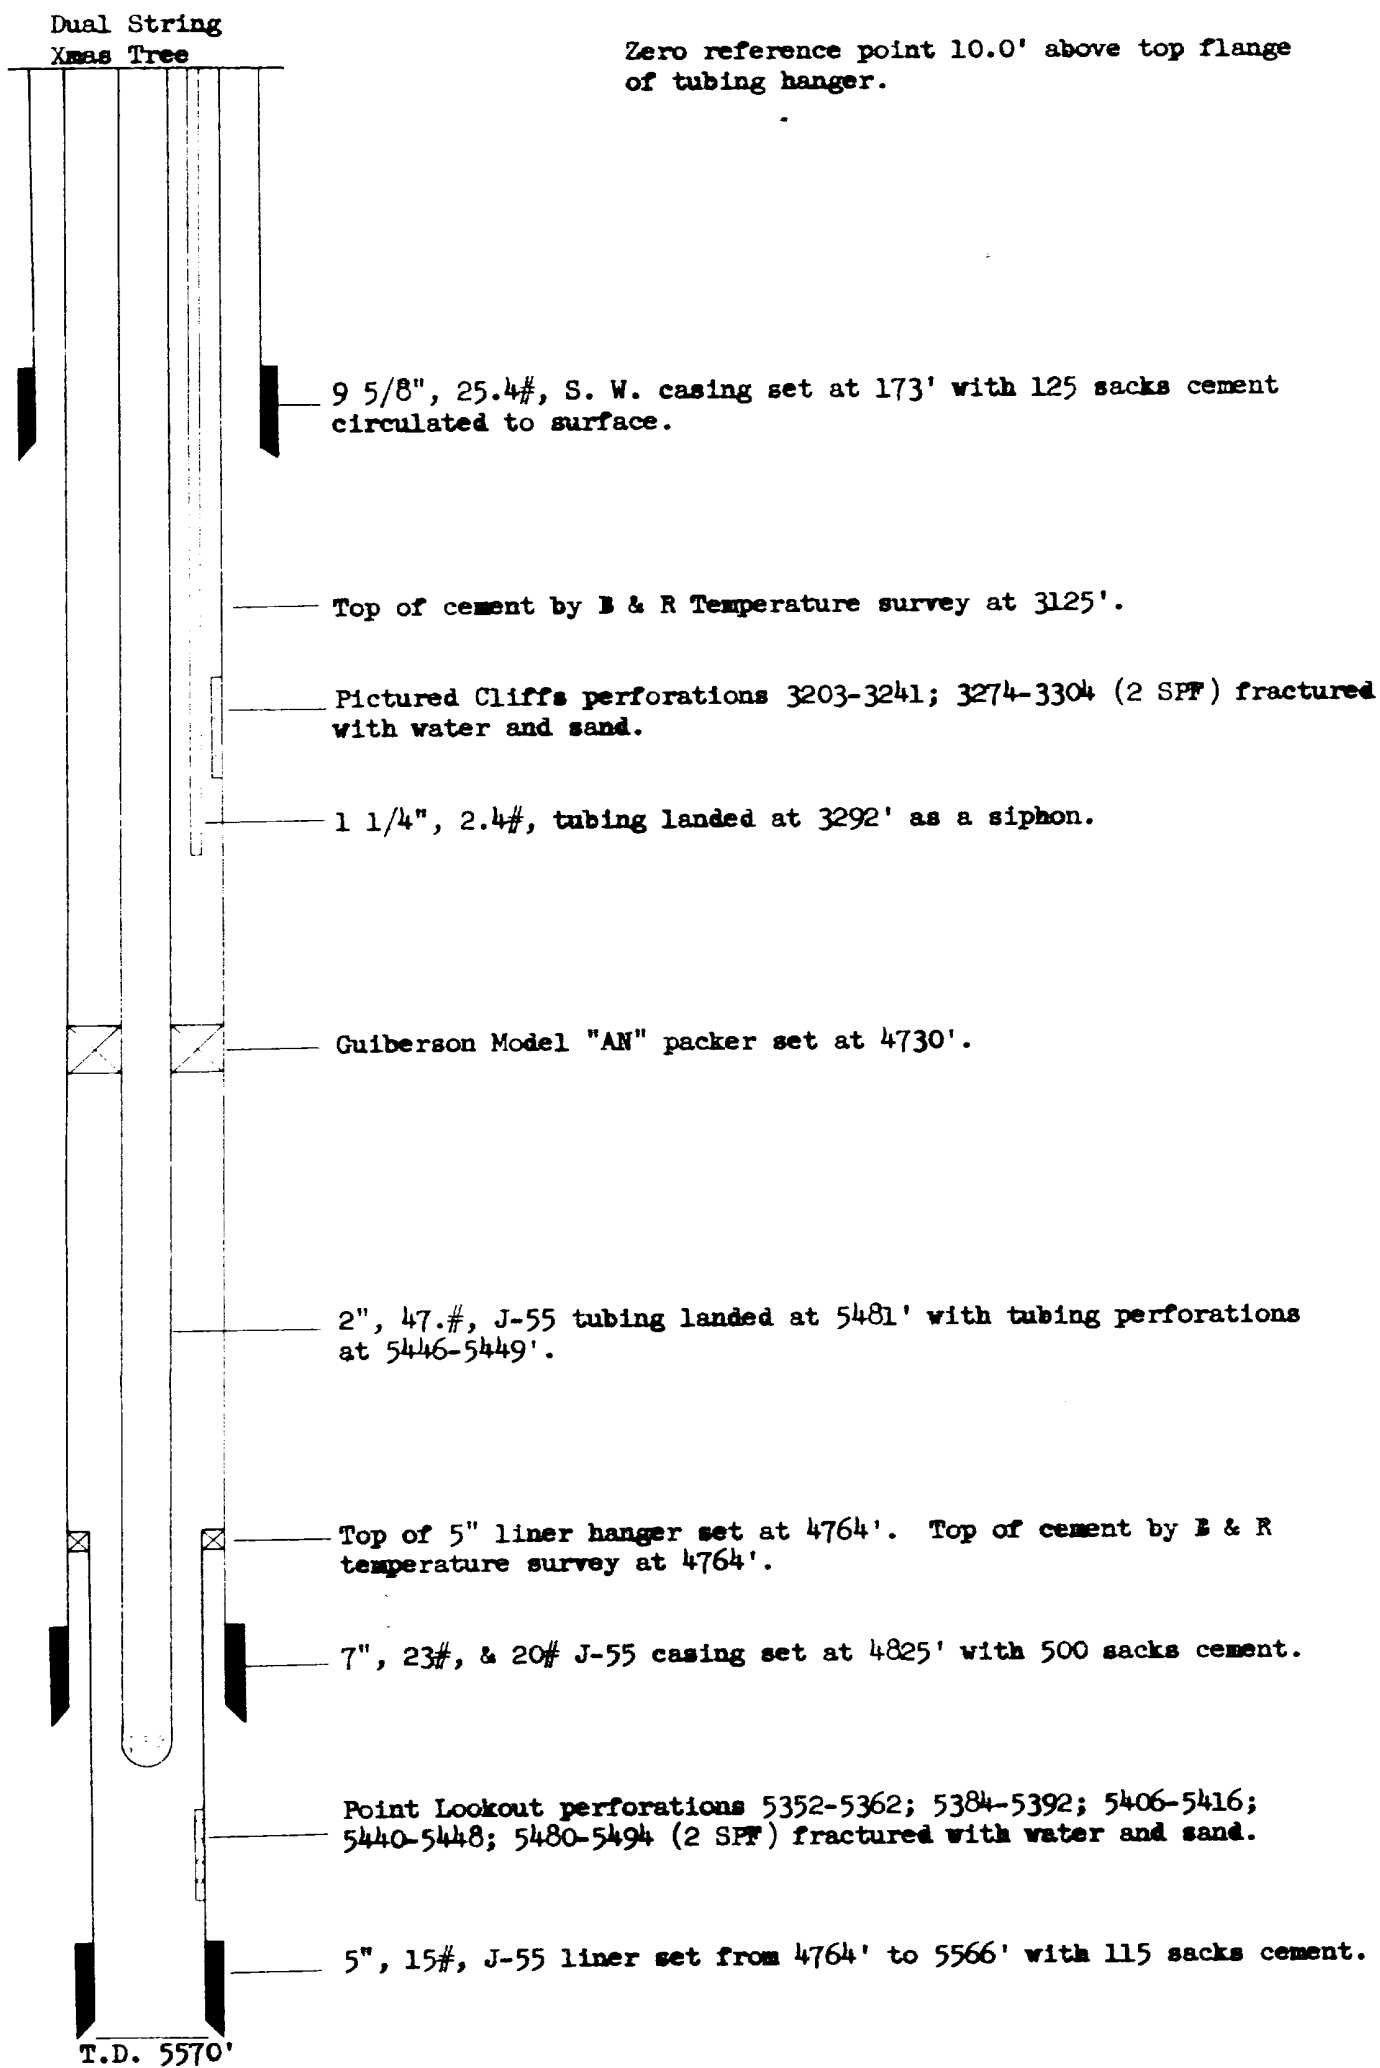 Dual String
Xmas Tree
Zero reference point 10.0' above top flange
of tubing hanger.
9 5/8", 25.4#, S. W. casing set at 173' with 125 sacks cement
circulated to surface.
Top of cement by B & R Temperature survey at 3125'.
Pictured Cliffs perforations 3203-3241; 3274-3304 (2 SPF) fractured
with water and sand.
1 1/4", 2.4#, tubing landed at 3292' as a siphon.
Guiberson Model "AN" packer set at 4730'.
2", 47.#, J-55 tubing landed at 5481' with tubing perforations
at 5446-5449'.
Top of 5" liner hanger set at 4764'. Top of cement by B & R
temperature survey at 4764'.
7", 23#, & 20# J-55 casing set at 4825' with 500 sacks cement.
Point Lookout perforations 5352-5362; 5384-5392; 5406-5416;
5440-5448; 5480-5494 (2 SPF) fractured with water and sand.
5", 15#, J-55 liner set from 4764' to 5566' with 115 sacks cement.
T.D. 5570'